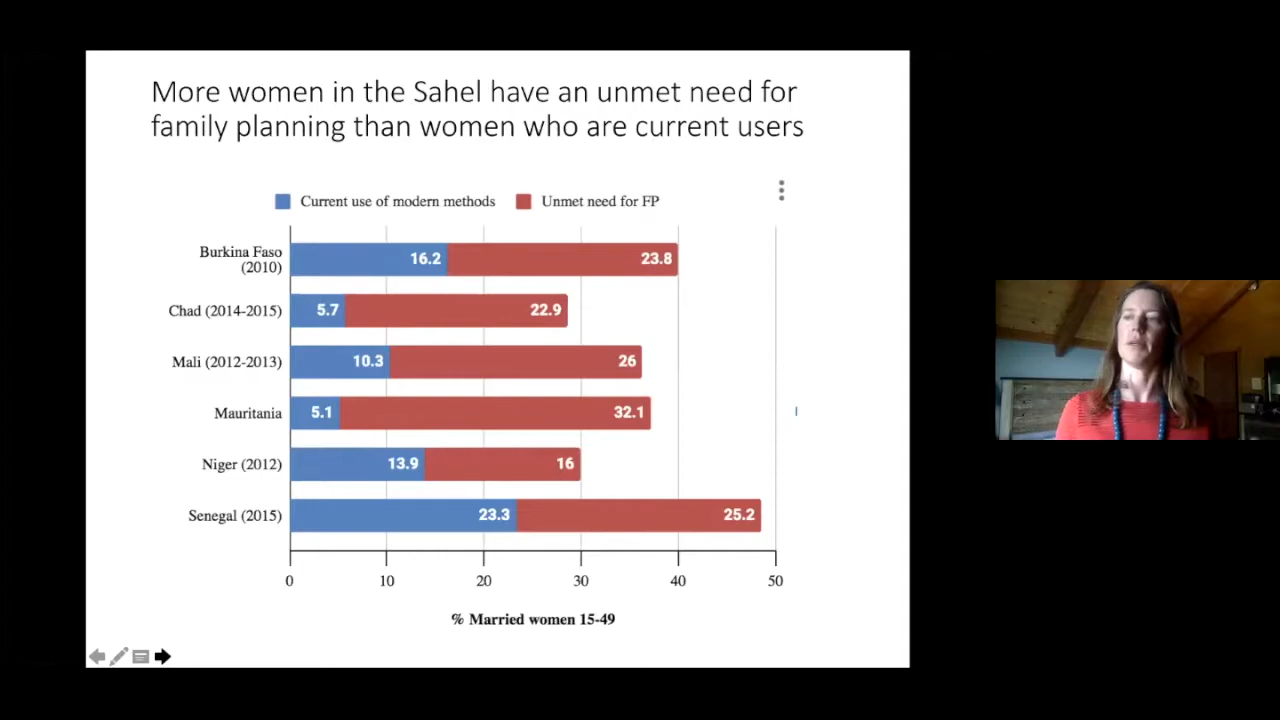 More women in the Sahel have an unmet need for
family planning than women who are current users
Current use of modern methods Unmet need for FP
Burkina Faso
(2010)
16.2 23.8
Chad (2014-2015) 5.7 22.9
Mali (2012-2013) 10.3 26
Mauritania 5.1 32.1
Niger (2012) 13.9 16
Senegal (2015) 23.3 25.2
0 10 20 30 40 50
% Married women 15-49